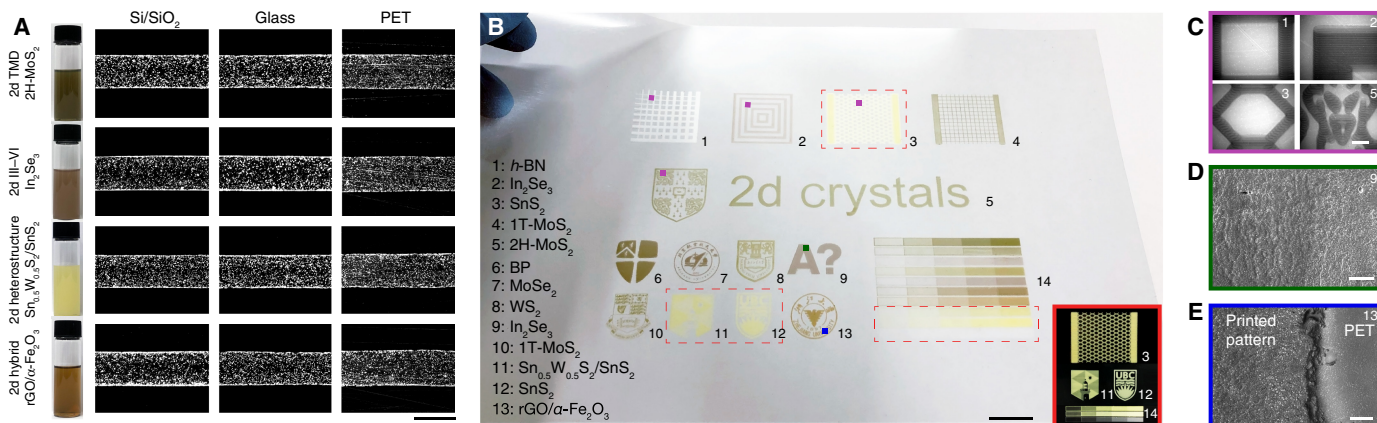 A
Si/SiO₂
Glass
PET
2d TMD
2H-MoS₂
2d III–VI
In₂Se₃
2d heterostructure
Sn₀.₅W₀.₅S₂/SnS₂
2d hybrid
rGO/α-Fe₂O₃
B
1
2
3
4
2d crystals
5
6
7
8
A?
9
10
11
12
13
14
1: h-BN
2: In₂Se₃
3: SnS₂
4: 1T-MoS₂
5: 2H-MoS₂
6: BP
7: MoSe₂
8: WS₂
9: In₂Se₃
10: 1T-MoS₂
11: Sn₀.₅W₀.₅S₂/SnS₂
12: SnS₂
13: rGO/α-Fe₂O₃
3
UBC
11
12
14
C
1
2
3
5
D
9
E
13
Printed
pattern
PET